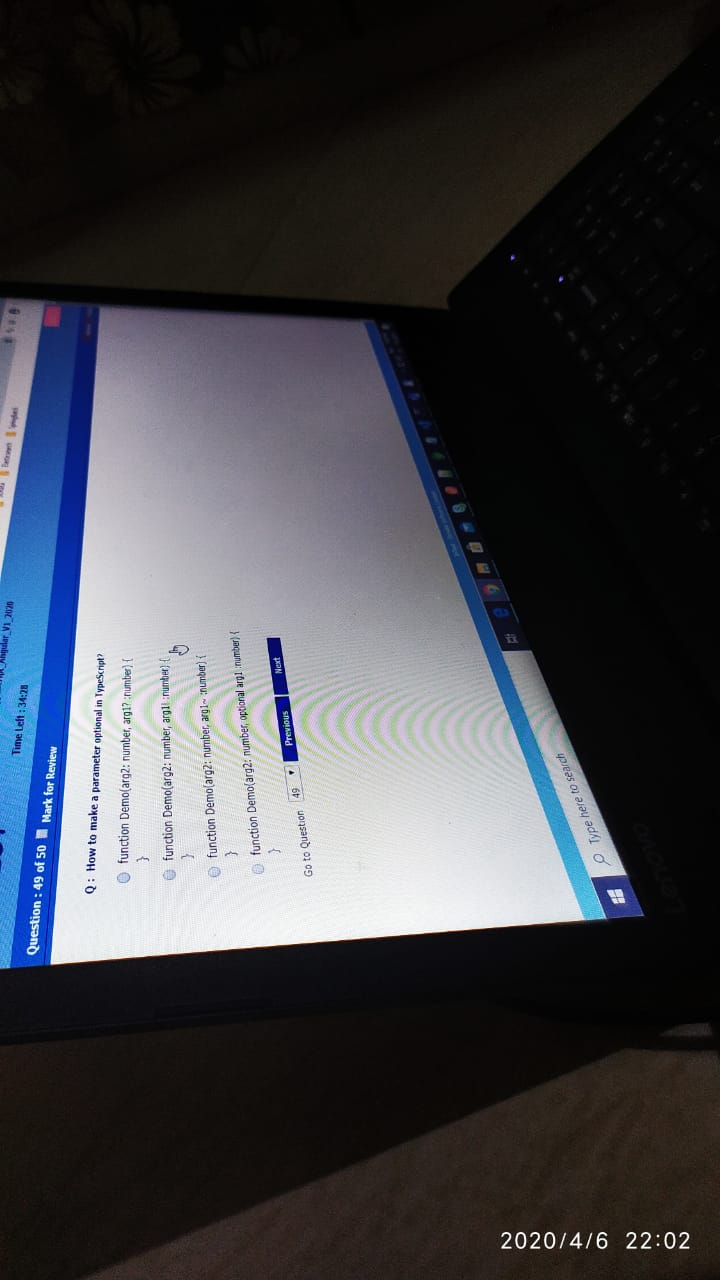 Angular_V1_2020
Time Left : 34:28
Question : 49 of 50 Mark for Review
Q : How to make a parameter optional in TypeScript?
function Demo(arg2: number, arg1? :number) {
}
function Demo(arg2: number, arg1! :number) {
}
function Demo(arg2: number, arg1~ :number) {
}
function Demo(arg2: number, optional arg1 :number) {
}
Go to Question 49 Previous Next
Type here to search
Lenovo
2020/4/6 22:02